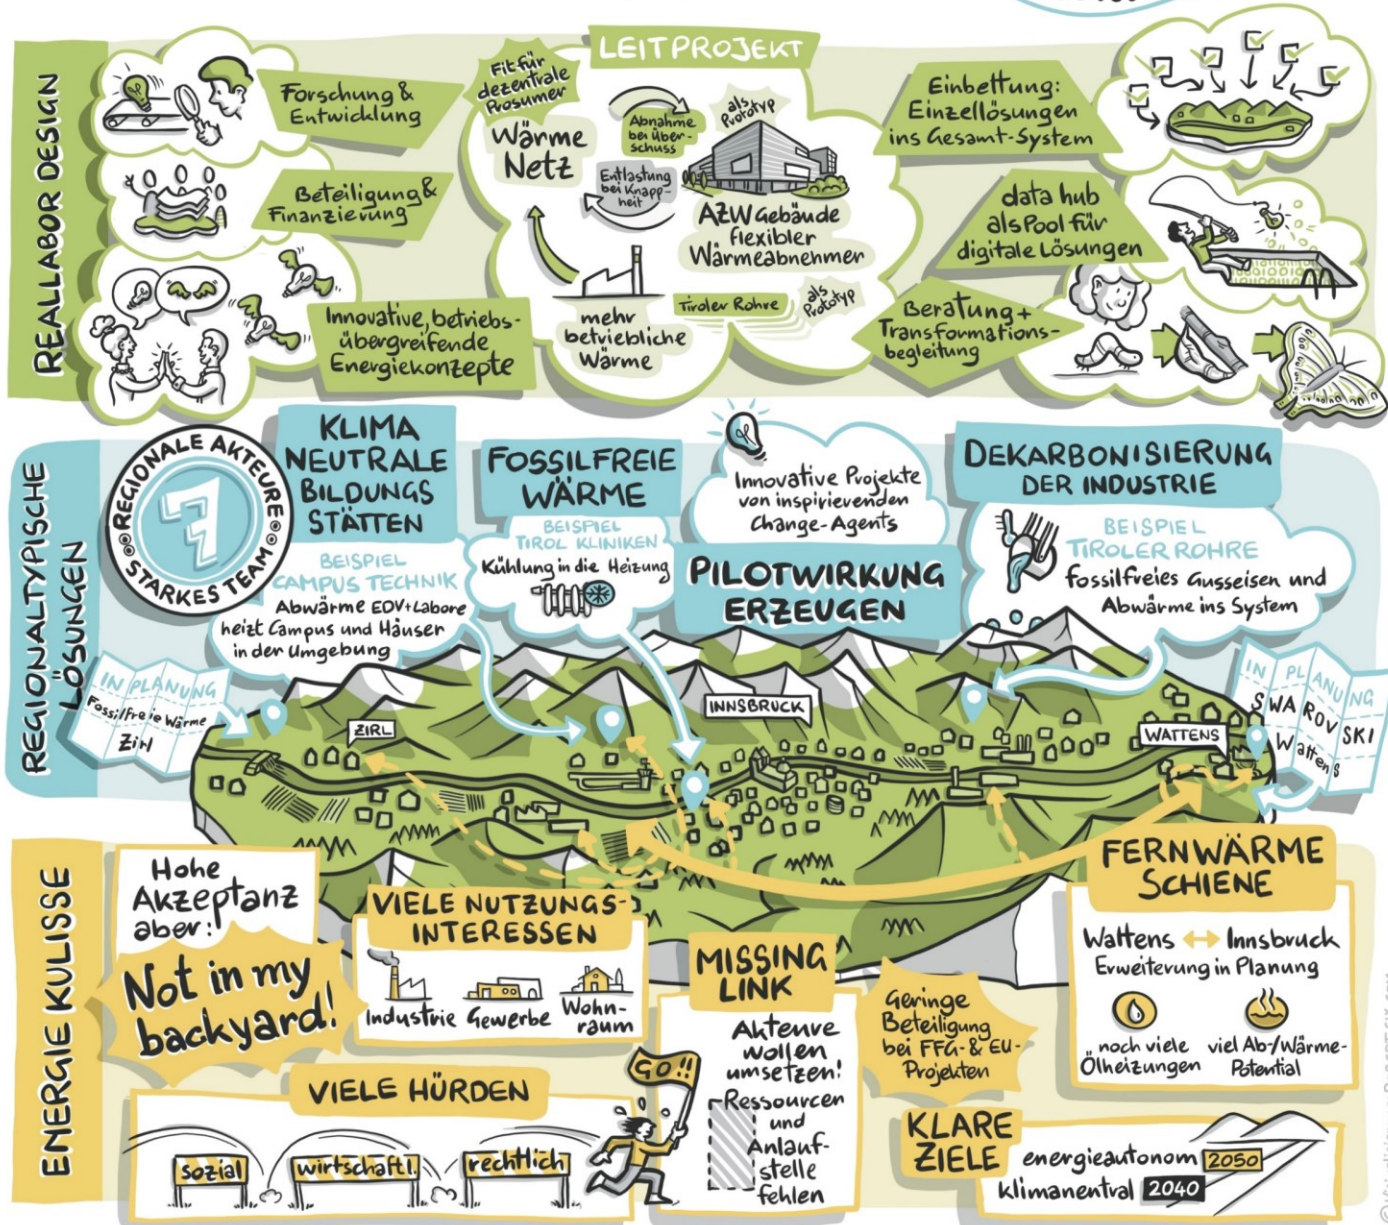 REALLABOR DESIGN
Forschung &
Entwicklung
Beteiligung &
Finanzierung
Innovative, betriebs-
übergreifende
Energiekonzepte
LEITPROJEKT
Fit für
dezentrale
Prosumer
Wärme
Netz
Abnahme
bei Über-
schuss
Entlastung
bei Knapp-
heit
als
Prototyp
AZW Gebäude
flexibler
Wärmeabnehmer
mehr
betriebliche
Wärme
Tiroler Rohre
als
Prototyp
Einbettung:
Einzellösungen
ins Gesamt-System
data hub
als Pool für
digitale Lösungen
Beratung +
Transformations-
begleitung
REGIONALTYPISCHE
LÖSUNGEN
REGIONALE AKTEURE
7
STARKES TEAM
KLIMA
NEUTRALE
BILDUNGS
STÄTTEN
BEISPIEL
CAMPUS TECHNIK
Abwärme EDV+Labore
heizt Campus und Häuser
in der Umgebung
FOSSILFREIE
WÄRME
BEISPIEL
TIROL KLINIKEN
Kühlung in die Heizung
Innovative Projekte
von inspirierenden
Change-Agents
PILOTWIRKUNG
ERZEUGEN
DEKARBONISIERUNG
DER INDUSTRIE
BEISPIEL
TIROLER ROHRE
fossilfreies Gusseisen und
Abwärme ins System
IN PLANUNG
Fossilfreie Wärme
Zirl
ZIRL
INNSBRUCK
WATTENS
IN PLANUNG
SWAROVSKI
Wattens
ENERGIE KULISSE
Hohe
Akzeptanz
aber:
Not in my
backyard!
VIELE NUTZUNGS-
INTERESSEN
Industrie Gewerbe Wohn-
raum
VIELE HÜRDEN
sozial
wirtschaftl.
rechtlich
GO!!
MISSING
LINK
Akteure
wollen
umsetzen!
Ressourcen
und
Anlauf-
stelle
fehlen
Geringe
Beteiligung
bei FFG- & EU-
Projekten
FERNWÄRME
SCHIENE
Wattens ↔ Innsbruck
Erweiterung in Planung
noch viele
Ölheizungen
viel Ab-/Wärme-
Potential
KLARE
ZIELE
energieautonom 2050
klimaneutral 2040